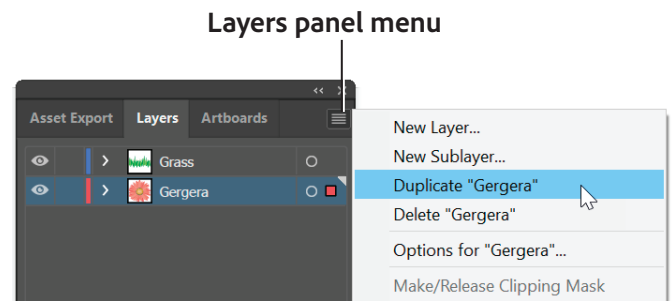 Layers panel menu
Asset Export Layers Artboards
Grass
Gergera
New Layer...
New Sublayer...
Duplicate "Gergera"
Delete "Gergera"
Options for "Gergera"...
Make/Release Clipping Mask